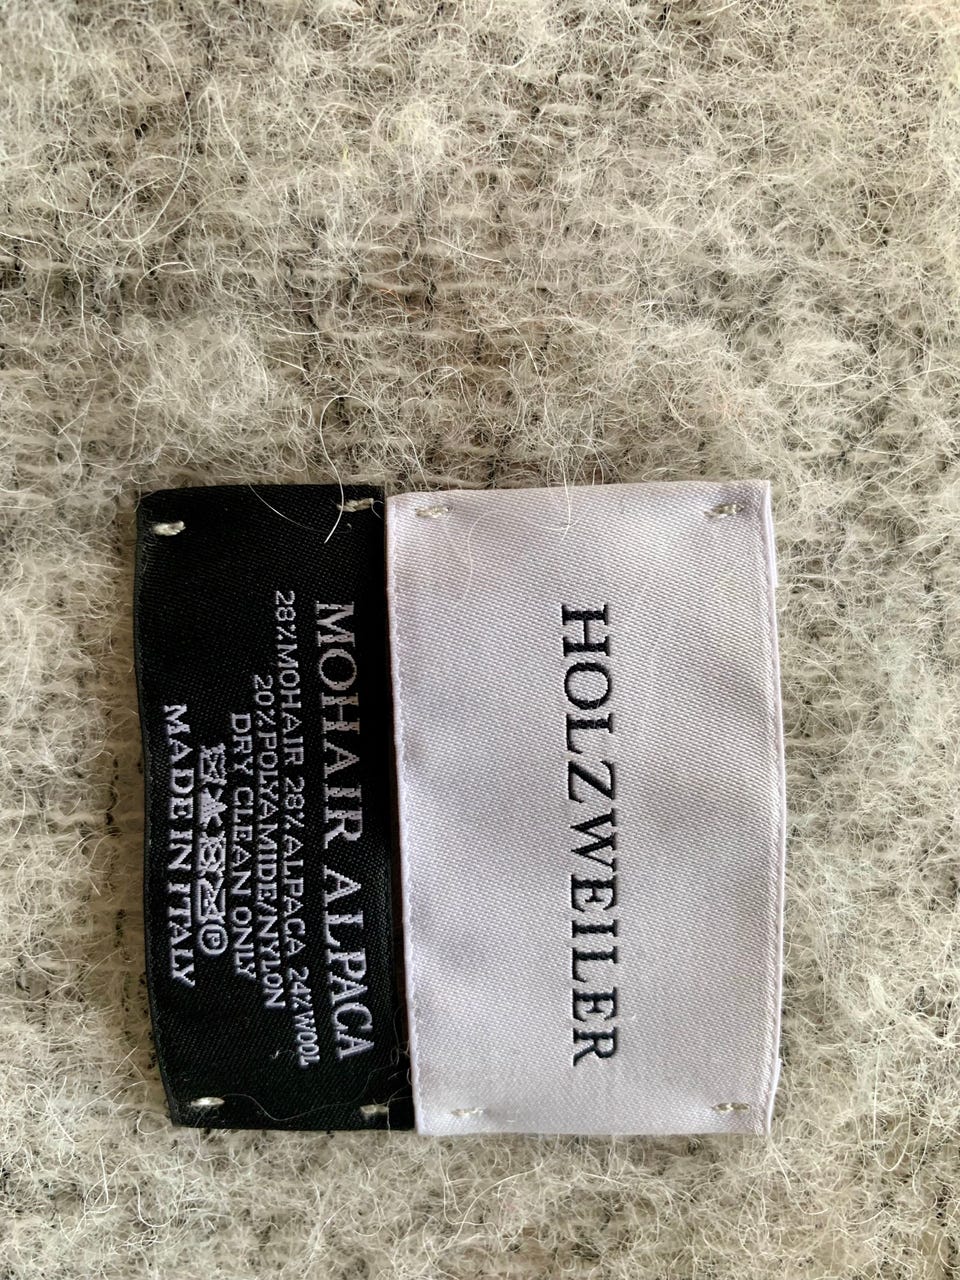 HOLZWEILER
MOHAIR ALPACA
28%MOHAIR 28%ALPACA 24%WOOL
20%POLYAMIDE/NYLON
DRY CLEAN ONLY
MADE IN ITALY